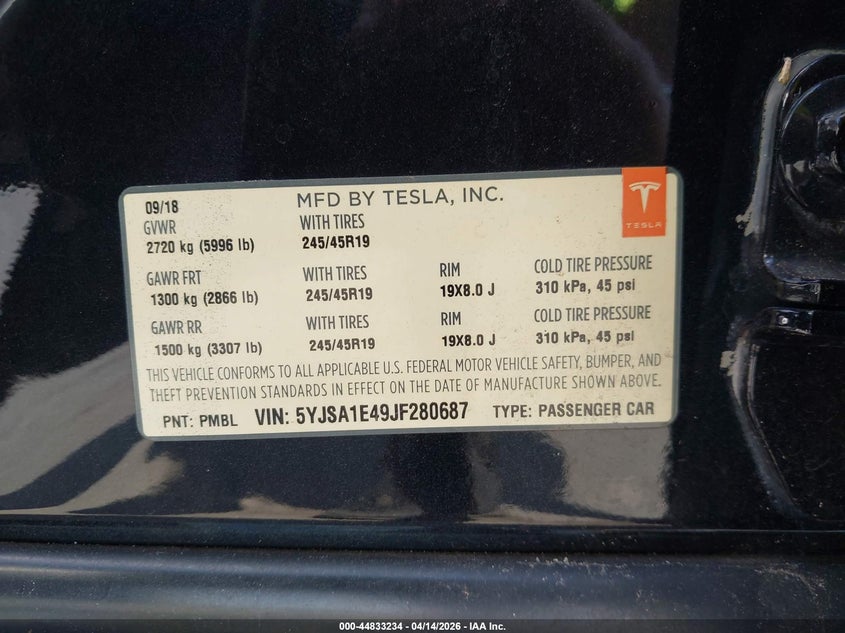 09/18 MFD BY TESLA, INC.
GVWR WITH TIRES
2720 kg (5996 lb) 245/45R19
TESLA
GAWR FRT WITH TIRES RIM COLD TIRE PRESSURE
1300 kg (2866 lb) 245/45R19 19X8.0 J 310 kPa, 45 psi
GAWR RR WITH TIRES RIM COLD TIRE PRESSURE
1500 kg (3307 lb) 245/45R19 19X8.0 J 310 kPa, 45 psi
THIS VEHICLE CONFORMS TO ALL APPLICABLE U.S. FEDERAL MOTOR VEHICLE SAFETY, BUMPER, AND
THEFT PREVENTION STANDARDS IN EFFECT ON THE DATE OF MANUFACTURE SHOWN ABOVE.
PNT: PMBL VIN: 5YJSA1E49JF280687 TYPE: PASSENGER CAR
000-44833234 - 04/14/2026 - IAA Inc.